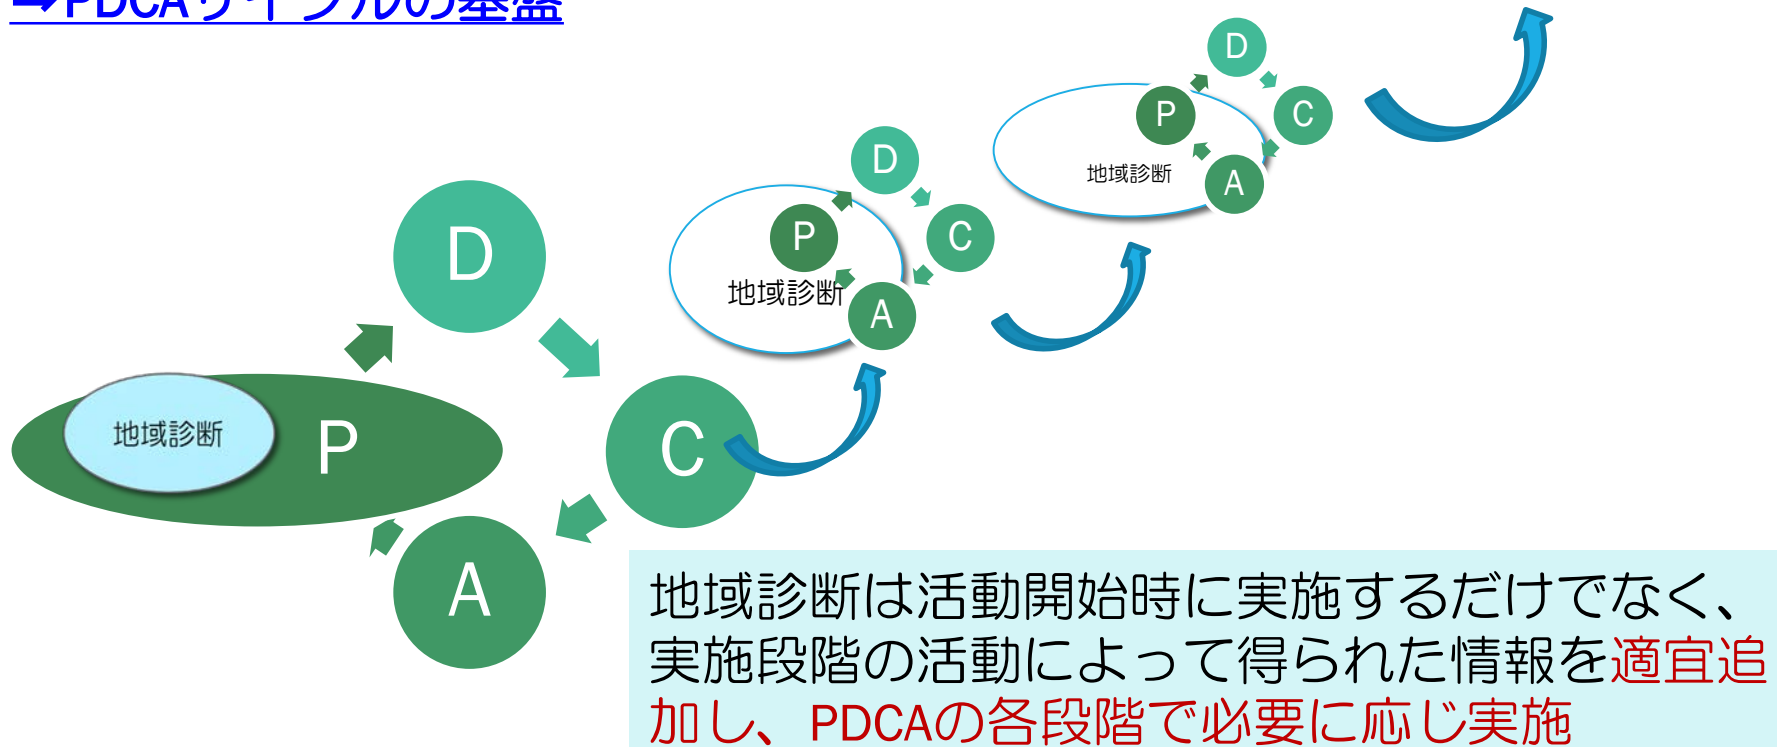 ➡PDCAサイクルの基盤
D
P
C
地域診断
A
D
P
C
地域診断
A
D
地域診断
P
C
A
地域診断は活動開始時に実施するだけでなく、
実施段階の活動によって得られた情報を適宜追
加し、PDCAの各段階で必要に応じ実施